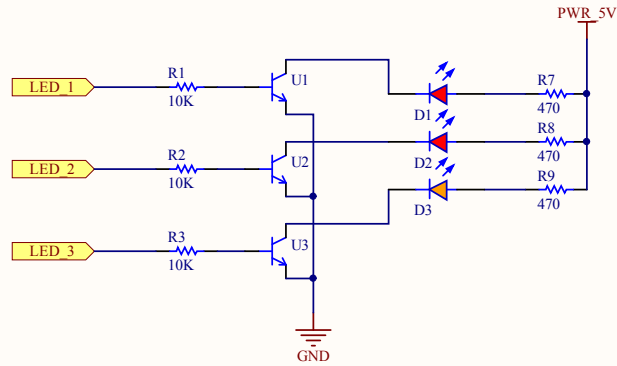 PWR_5V
R1
U1
R7
LED_1
10K
D1
470
R8
R2
U2
D2
470
LED_2
10K
R9
D3
470
R3
U3
LED_3
10K
GND